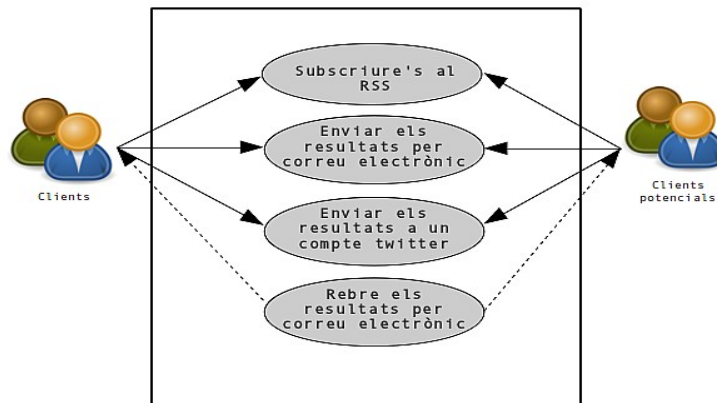 Subscriure's al
RSS
Enviar els
resultats per
correu electrònic
Clients
Clients
potencials
Enviar els
resultats a un
compte twitter
Rebre els
resultats per
correu electrònic